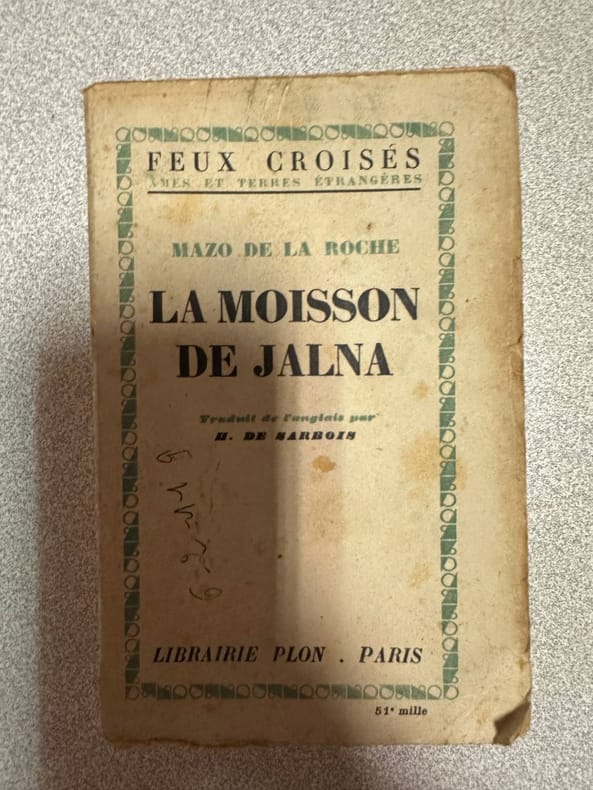 FEUX CROISÉS
AMES ET TERRES ÉTRANGÈRES
MAZO DE LA ROCHE
LA MOISSON
DE JALNA
Traduit de l'anglais par
H. DE SARBOIS
LIBRAIRIE PLON . PARIS
51ᵉ mille